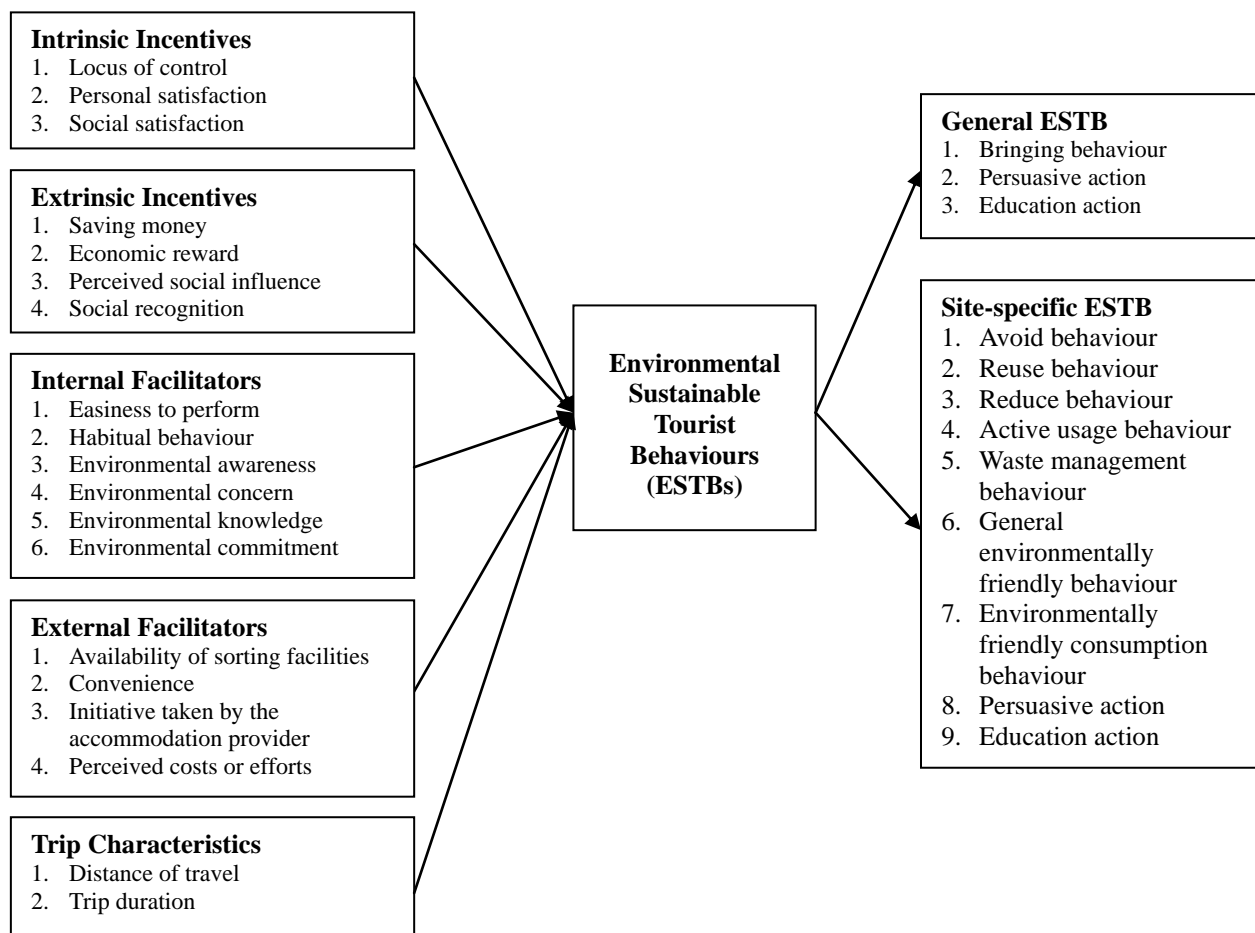 Intrinsic Incentives
1. Locus of control
2. Personal satisfaction
3. Social satisfaction
Extrinsic Incentives
1. Saving money
2. Economic reward
3. Perceived social influence
4. Social recognition
Internal Facilitators
1. Easiness to perform
2. Habitual behaviour
3. Environmental awareness
4. Environmental concern
5. Environmental knowledge
6. Environmental commitment
External Facilitators
1. Availability of sorting facilities
2. Convenience
3. Initiative taken by the
accommodation provider
4. Perceived costs or efforts
Trip Characteristics
1. Distance of travel
2. Trip duration
Environmental
Sustainable
Tourist
Behaviours
(ESTBs)
General ESTB
1. Bringing behaviour
2. Persuasive action
3. Education action
Site-specific ESTB
1. Avoid behaviour
2. Reuse behaviour
3. Reduce behaviour
4. Active usage behaviour
5. Waste management
behaviour
6. General
environmentally
friendly behaviour
7. Environmentally
friendly consumption
behaviour
8. Persuasive action
9. Education action